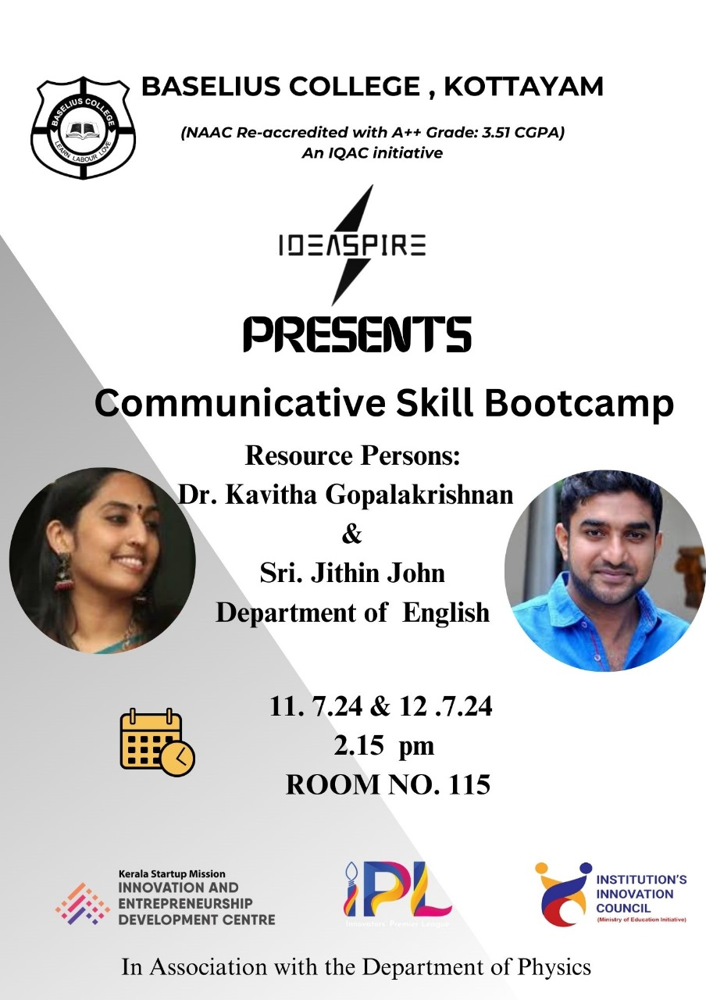 BASELIUS COLLEGE , KOTTAYAM
BASELIUS COLLEGE
LEARN LABOUR LOVE
(NAAC Re-accredited with A++ Grade: 3.51 CGPA)
An IQAC initiative
IDEASPIRE
PRESENTS
Communicative Skill Bootcamp
Resource Persons:
Dr. Kavitha Gopalakrishnan
&
Sri. Jithin John
Department of English
11. 7.24 & 12 .7.24
2.15 pm
ROOM NO. 115
Kerala Startup Mission
INNOVATION AND
ENTREPRENEURSHIP
DEVELOPMENT CENTRE
iPL
Innovators Premier League
INSTITUTION'S
INNOVATION
COUNCIL
(Ministry of Education Initiative)
In Association with the Department of Physics